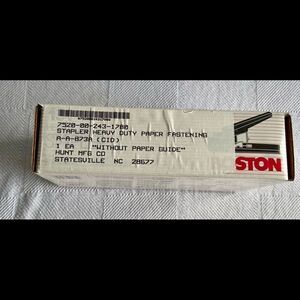 7520-00-243-1780
STAPLER HEAVY DUTY PAPER FASTENING
A-A-873A (CID)
1 EA "WITHOUT PAPER GUIDE"
HUNT MFG CO
STATESVILLE NC 28677
STON